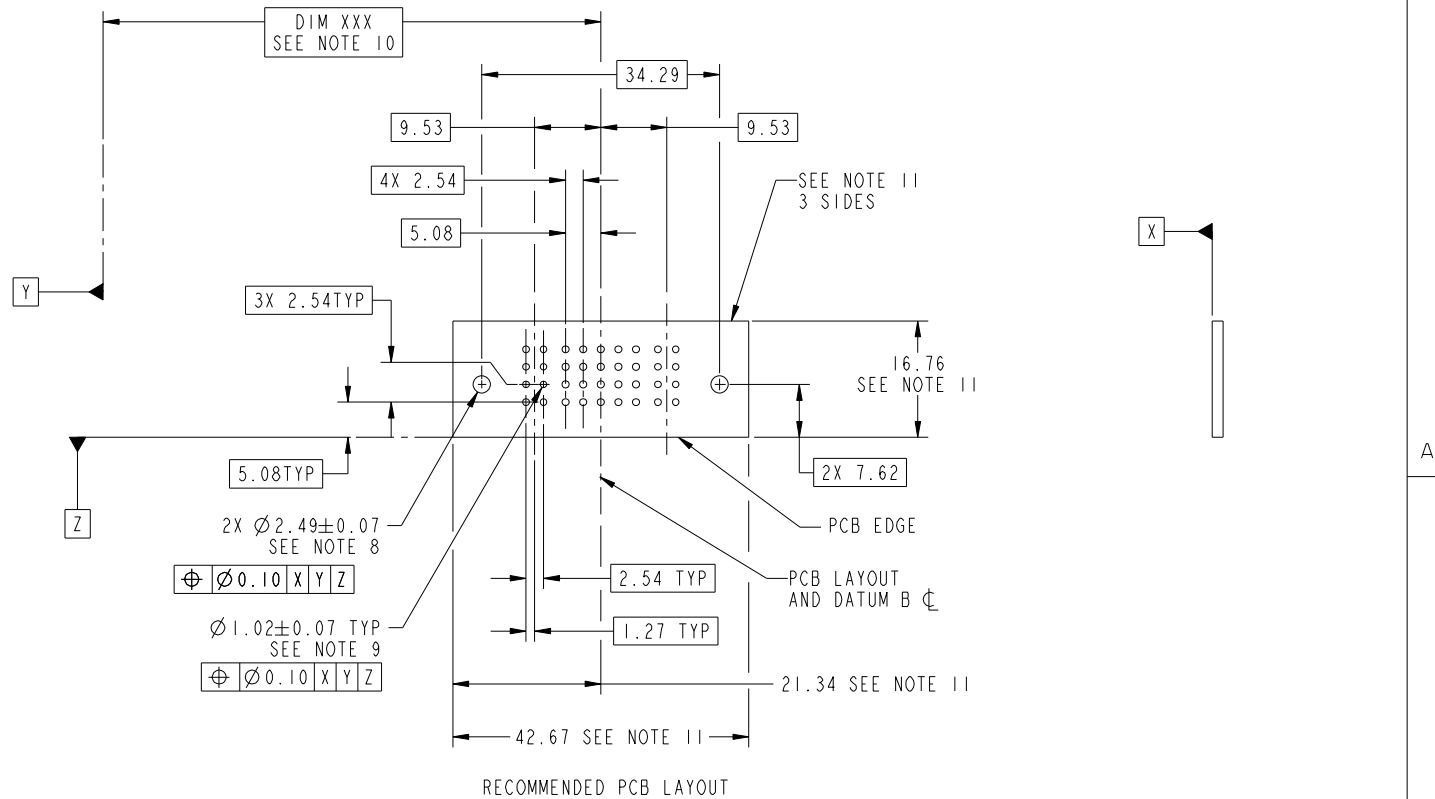 DIM XXX
SEE NOTE 10
34.29
9.53
9.53
4X 2.54
SEE NOTE 11
3 SIDES
5.08
X
Y
3X 2.54TYP
16.76
SEE NOTE 11
A
5.08TYP
2X 7.62
Z
2X Ø2.49±0.07
SEE NOTE 8
PCB EDGE
⌖ Ø0.10 X Y Z
2.54 TYP
PCB LAYOUT
AND DATUM B ℄
Ø1.02±0.07 TYP
SEE NOTE 9
1.27 TYP
⌖ Ø0.10 X Y Z
21.34 SEE NOTE 11
42.67 SEE NOTE 11
RECOMMENDED PCB LAYOUT